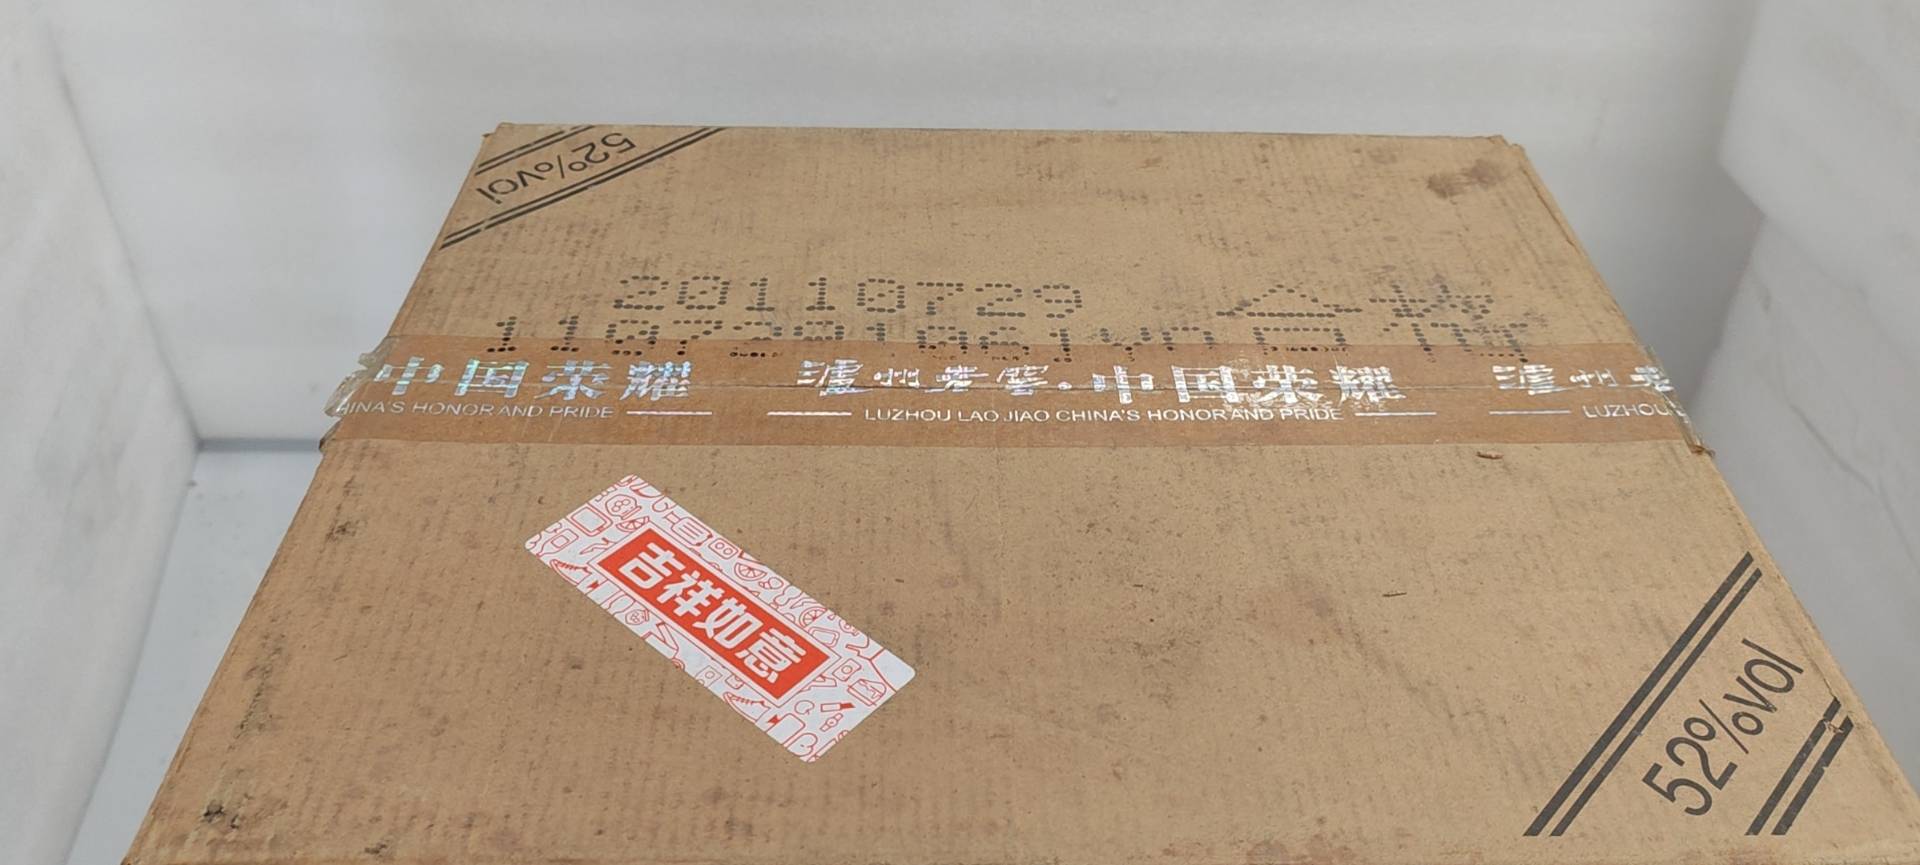 52%vol
20110729 合格
中国荣耀 泸州老窖·中国荣耀 泸州老
HINA'S HONOR AND PRIDE LUZHOU LAO JIAO CHINA'S HONOR AND PRIDE LUZHOU
吉祥如意
52%vol